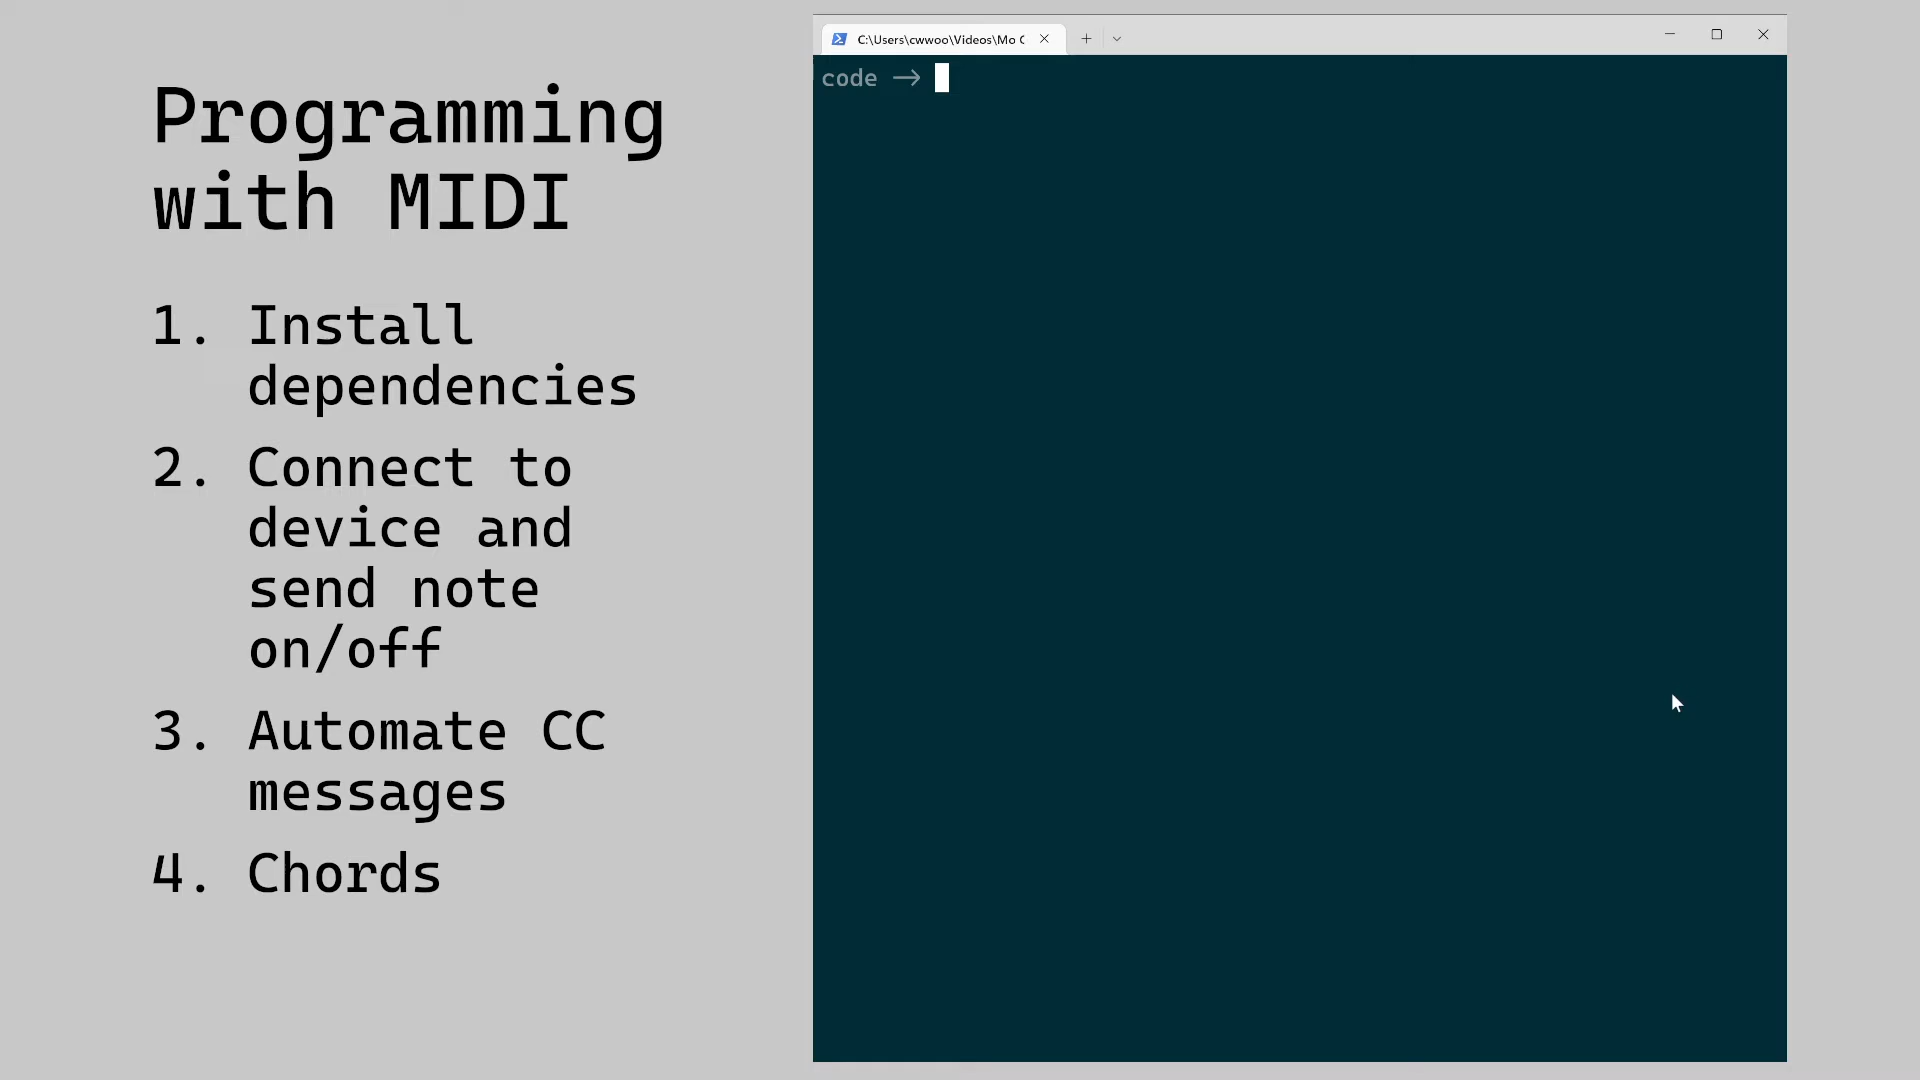 Programming
with MIDI
1. Install
dependencies
2. Connect to
device and
send note
on/off
3. Automate CC
messages
4. Chords
C:\Users\cwwoo\Videos\Mo C
code →